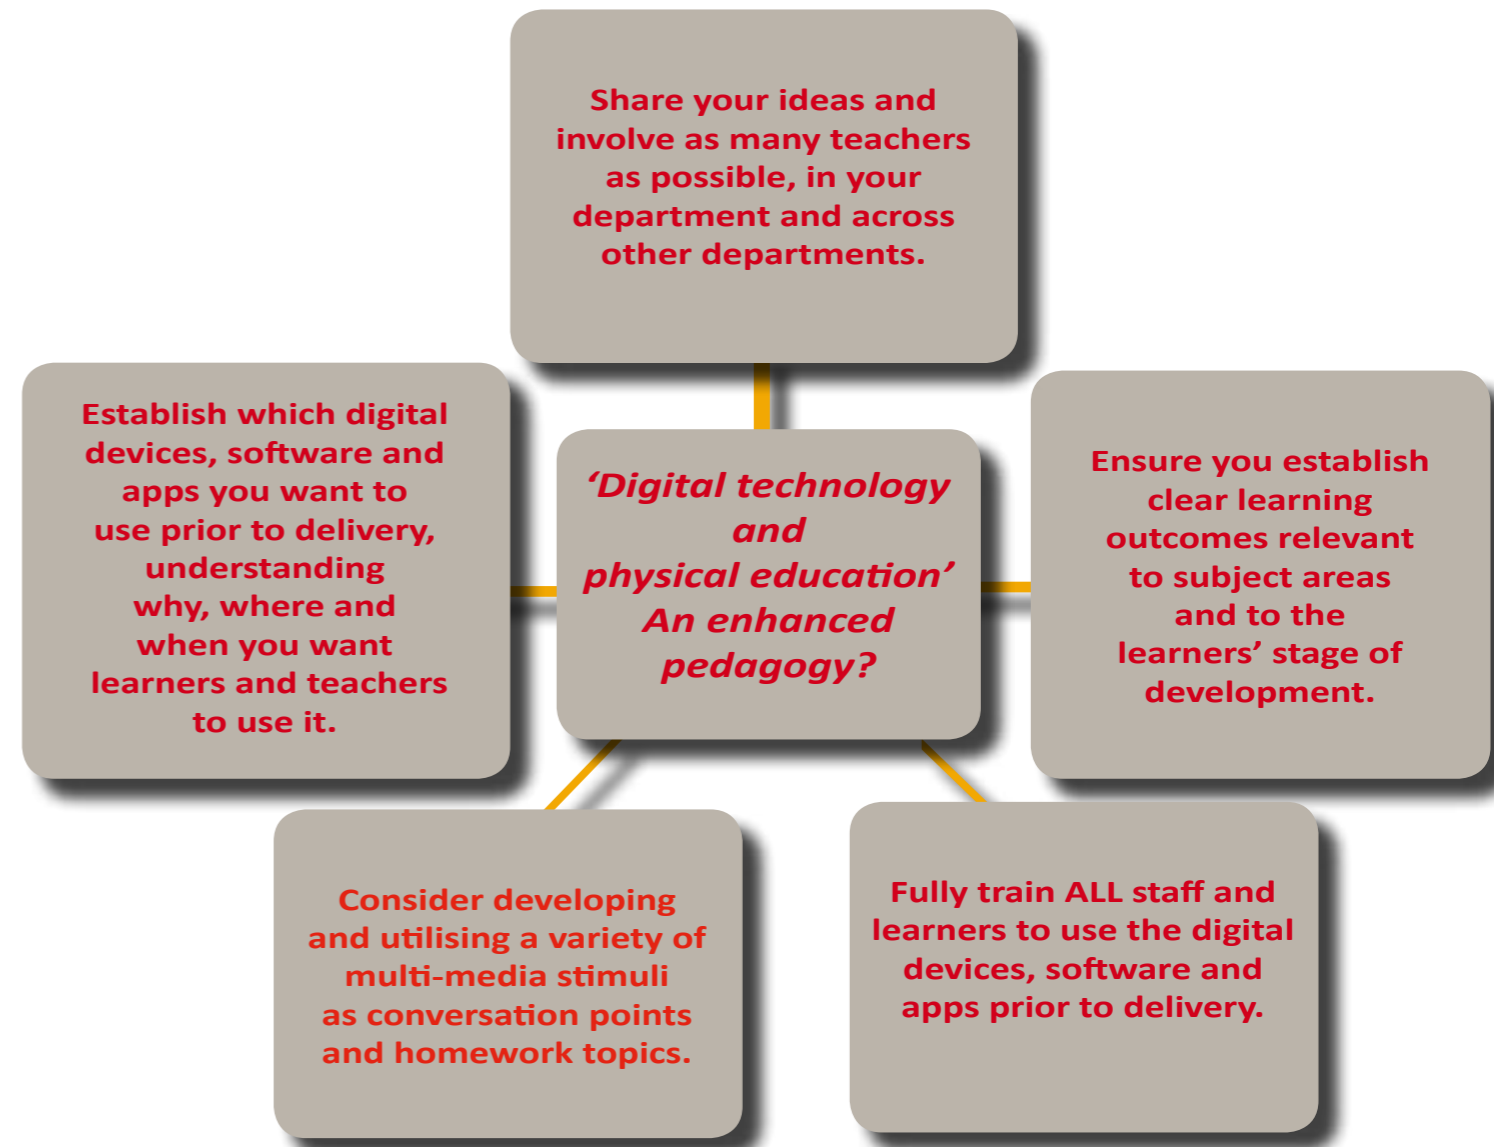 Share your ideas and
involve as many teachers
as possible, in your
department and across
other departments.
Establish which digital
devices, software and
apps you want to
use prior to delivery,
understanding
why, where and
when you want
learners and teachers
to use it.
‘Digital technology
and
physical education’
An enhanced
pedagogy?
Ensure you establish
clear learning
outcomes relevant
to subject areas
and to the
learners’ stage of
development.
Consider developing
and utilising a variety of
multi-media stimuli
as conversation points
and homework topics.
Fully train ALL staff and
learners to use the digital
devices, software and
apps prior to delivery.